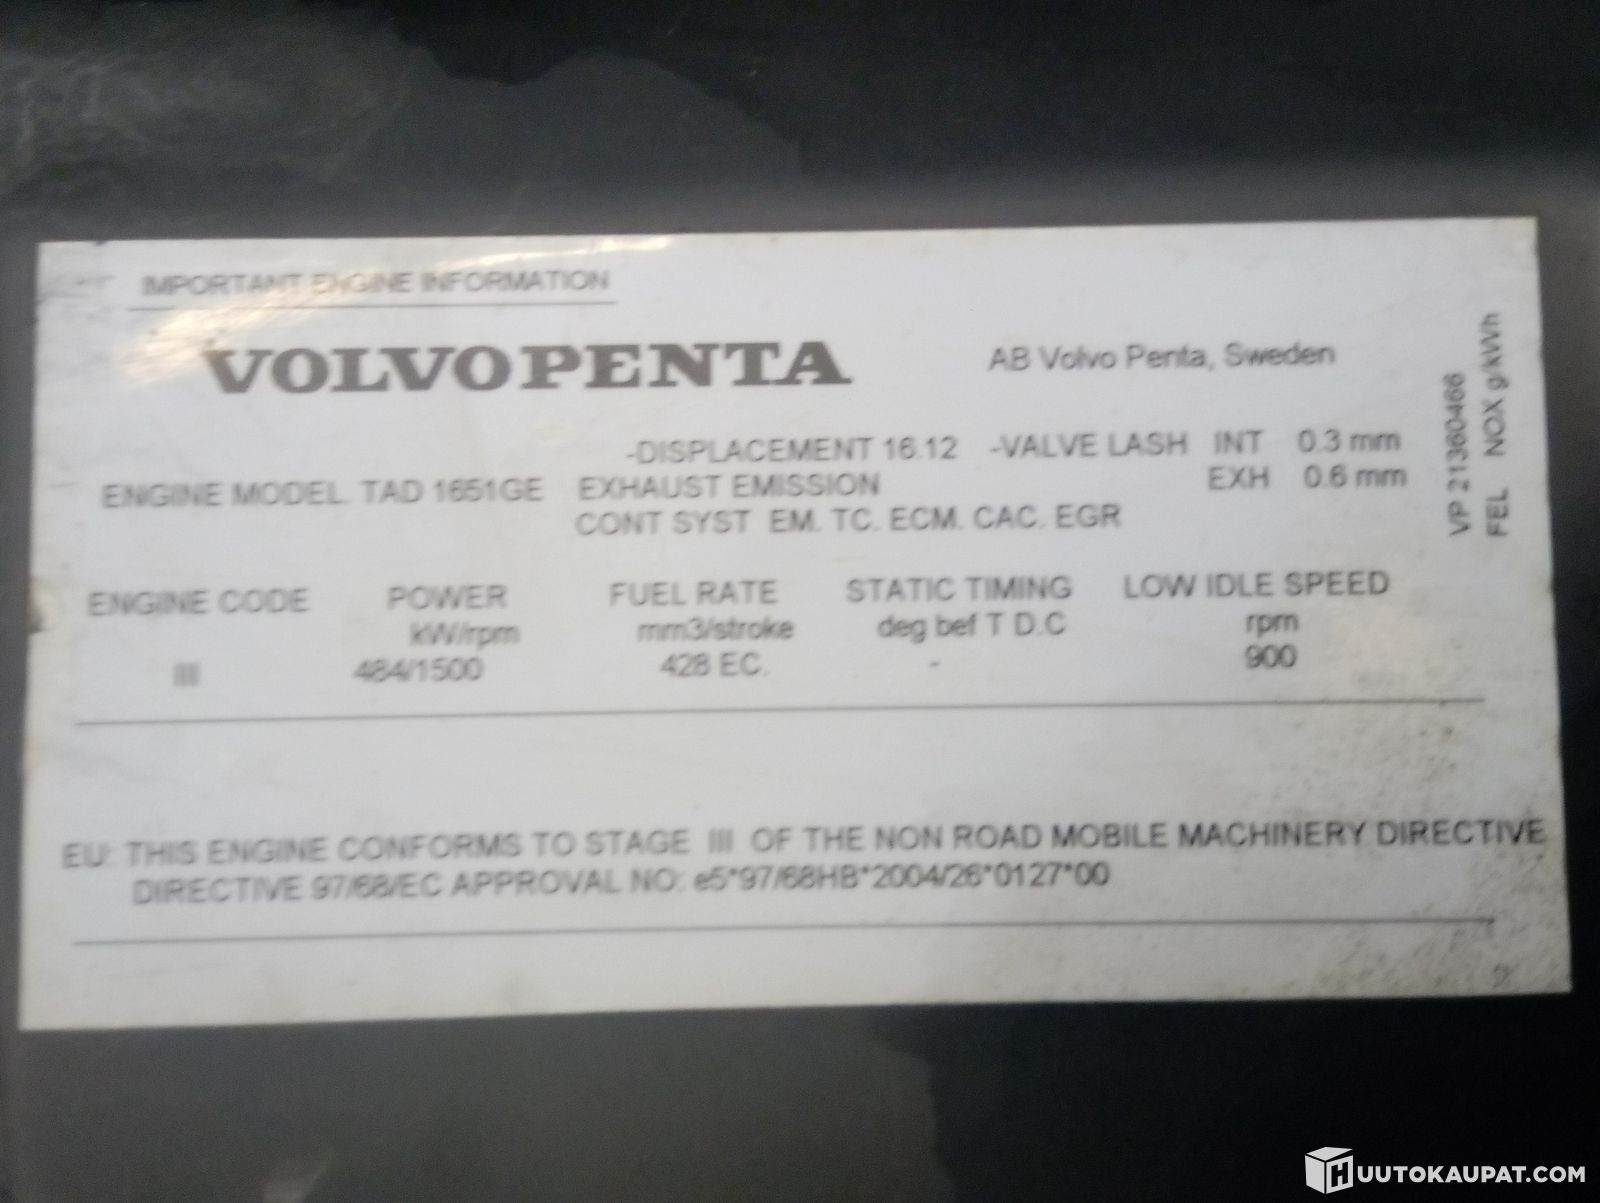 IMPORTANT ENGINE INFORMATION
VOLVO PENTA
AB Volvo Penta, Sweden
-DISPLACEMENT 16.12 -VALVE LASH INT 0.3 mm
EXH 0.6 mm
ENGINE MODEL. TAD 1651GE EXHAUST EMISSION
CONT SYST EM. TC. ECM. CAC. EGR
VP 21360466
FEL NOX g/kWh
ENGINE CODE POWER FUEL RATE STATIC TIMING LOW IDLE SPEED
kW/rpm mm3/stroke deg bef T D.C rpm
III 484/1500 428 EC. - 900
EU: THIS ENGINE CONFORMS TO STAGE III OF THE NON ROAD MOBILE MACHINERY DIRECTIVE
DIRECTIVE 97/68/EC APPROVAL NO: e5*97/68HB*2004/26*0127*00
HUUTOKAUPAT.COM